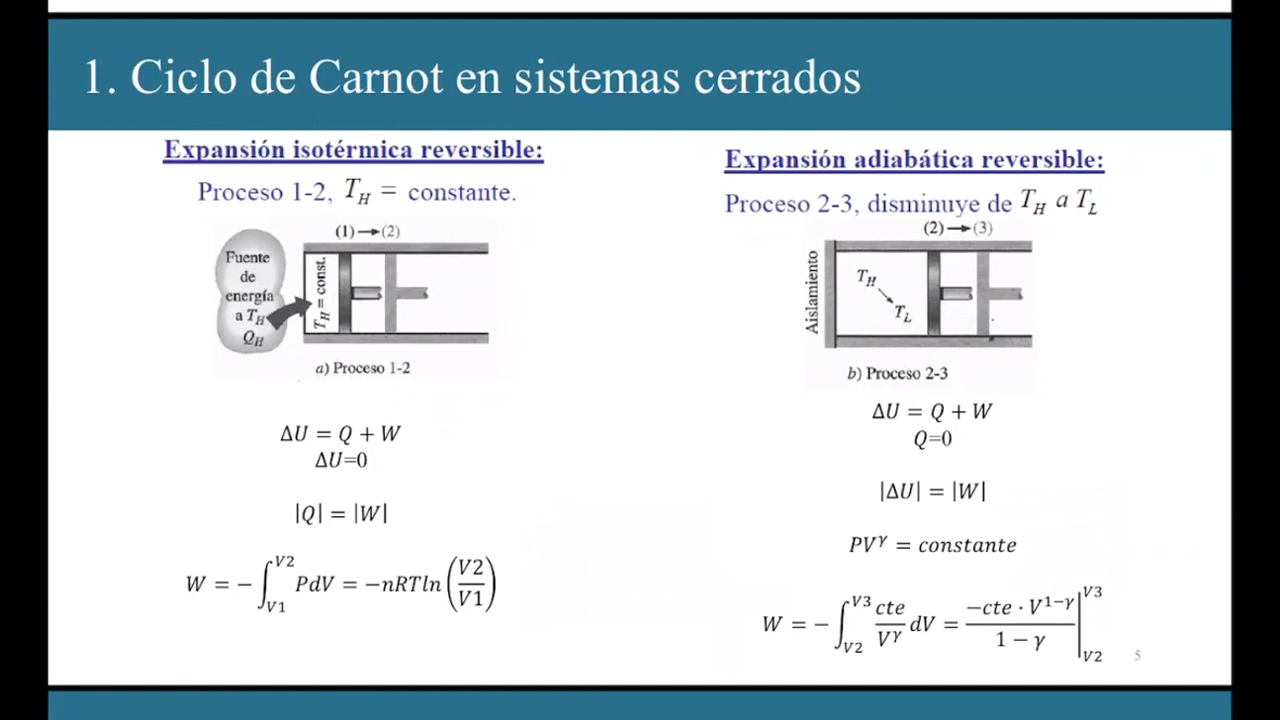 1. Ciclo de Carnot en sistemas cerrados
Expansión isotérmica reversible:
Proceso 1-2, T_H = constante.
(1)→(2)
Fuente
de
energía
a T_H
Q_H
T_H = const.
a) Proceso 1-2
ΔU = Q + W
ΔU=0
|Q| = |W|
W = −∫_{V1}^{V2} PdV = −nRTln(V2/V1)
Expansión adiabática reversible:
Proceso 2-3, disminuye de T_H a T_L
(2)→(3)
Aislamiento
T_H
T_L
b) Proceso 2-3
ΔU = Q + W
Q=0
|ΔU| = |W|
PV^γ = constante
W = −∫_{V2}^{V3} cte/V^γ dV = −cte · V^{1−γ}/1 − γ |_{V2}^{V3}
5